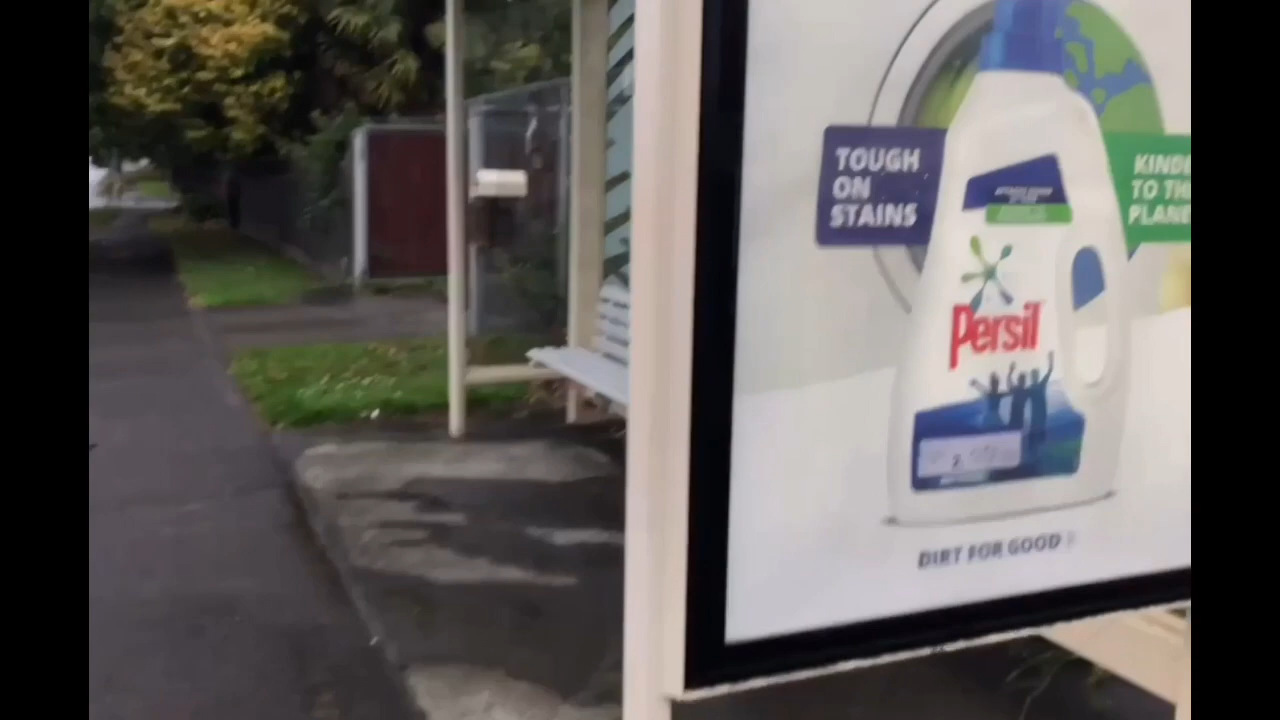 TOUGH
ON
STAINS
KINDE
TO TH
PLANE
Persil
DIRT FOR GOOD